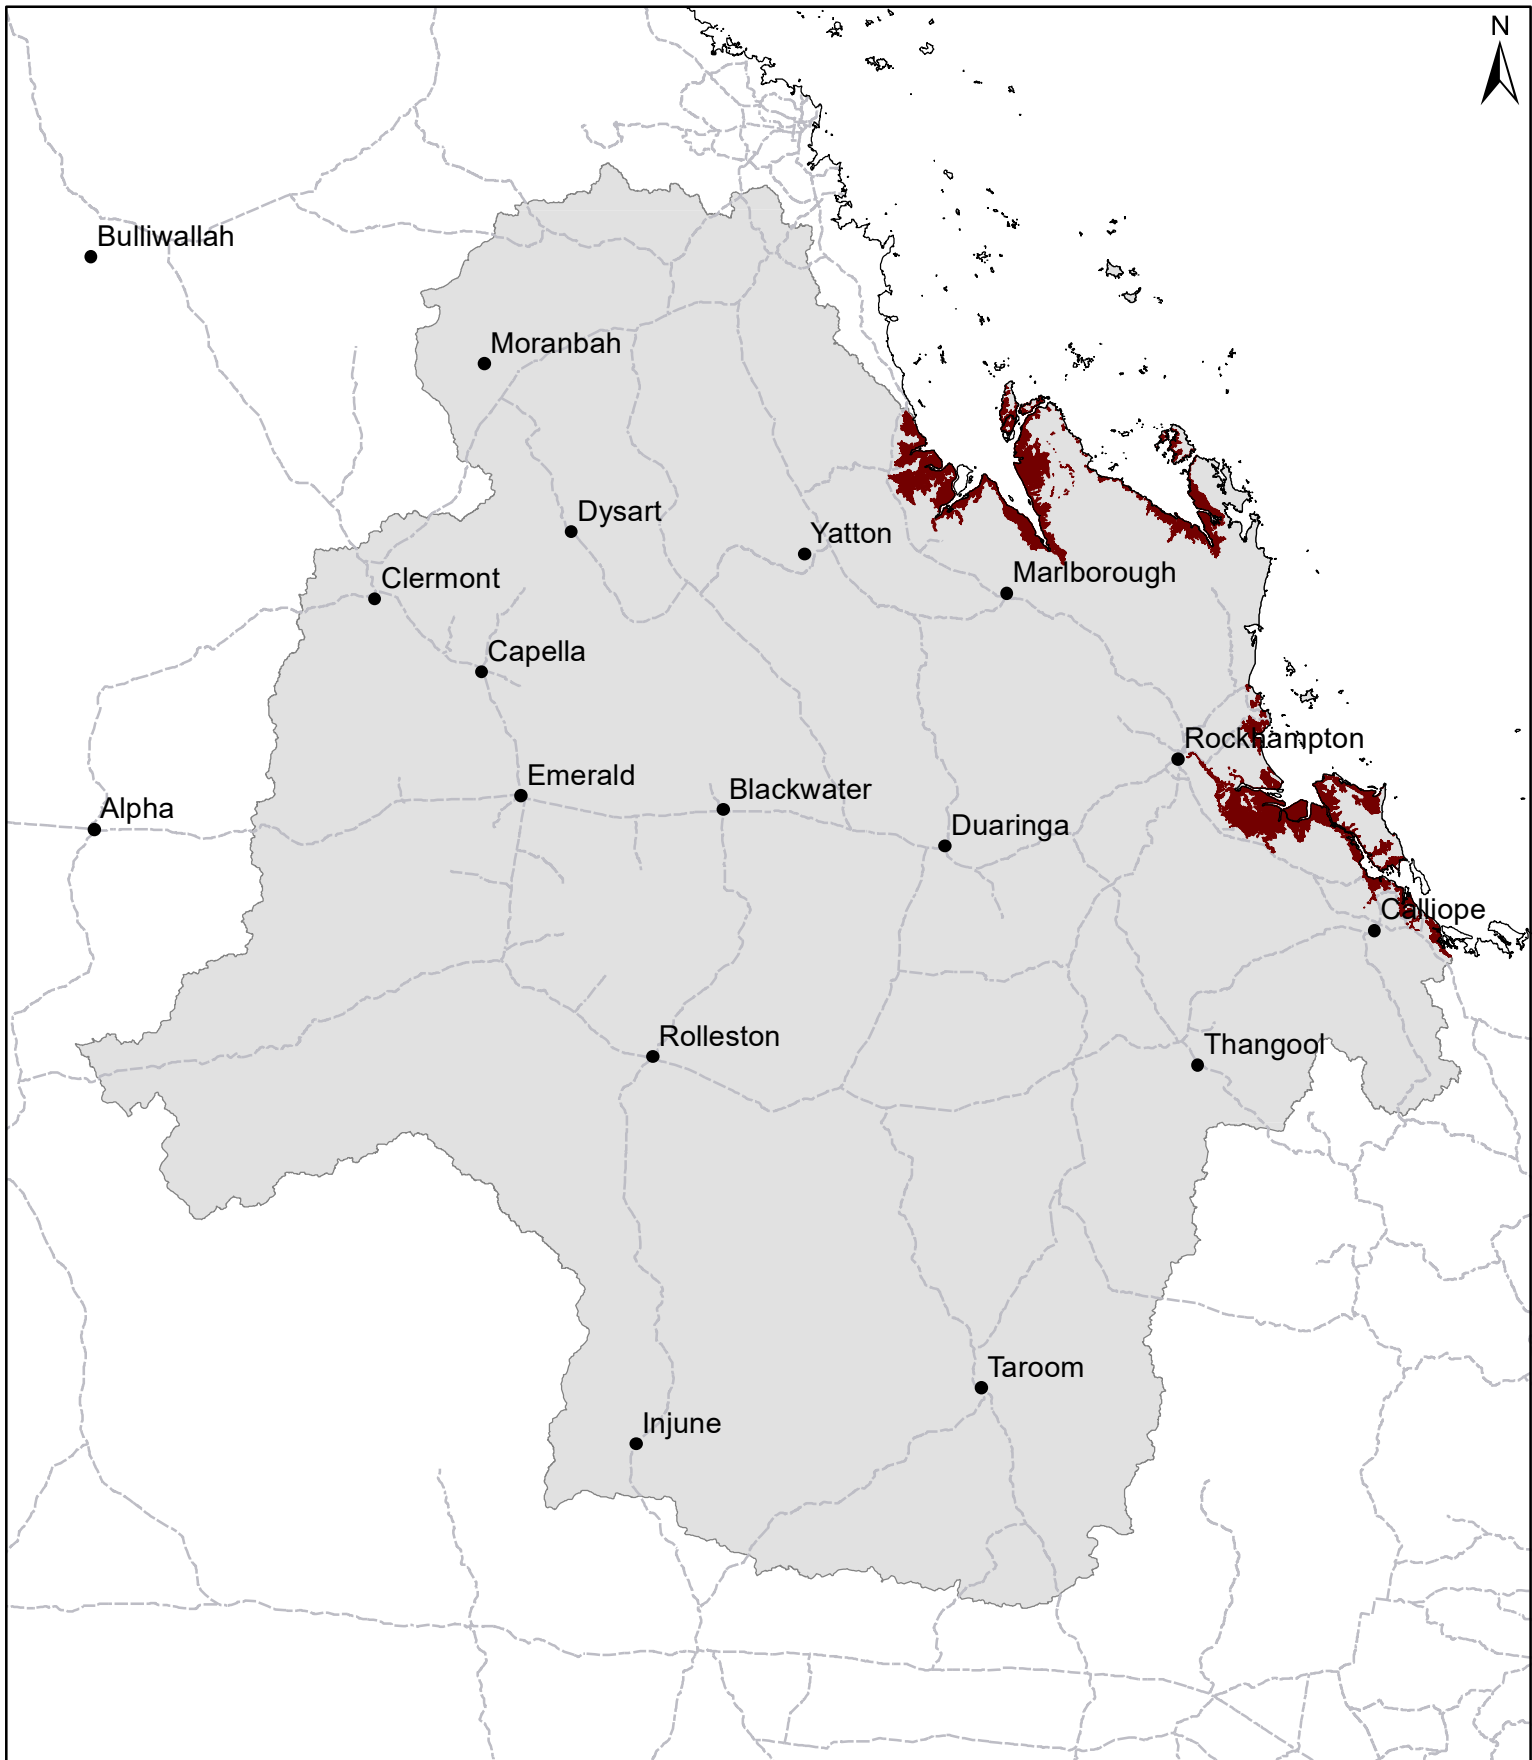 N
Bulliwallah
Moranbah
Dysart
Yatton
Clermont
Marlborough
Capella
Rockhampton
Emerald
Blackwater
Alpha
Duaringa
Calliope
Rolleston
Thangool
Taroom
Injune